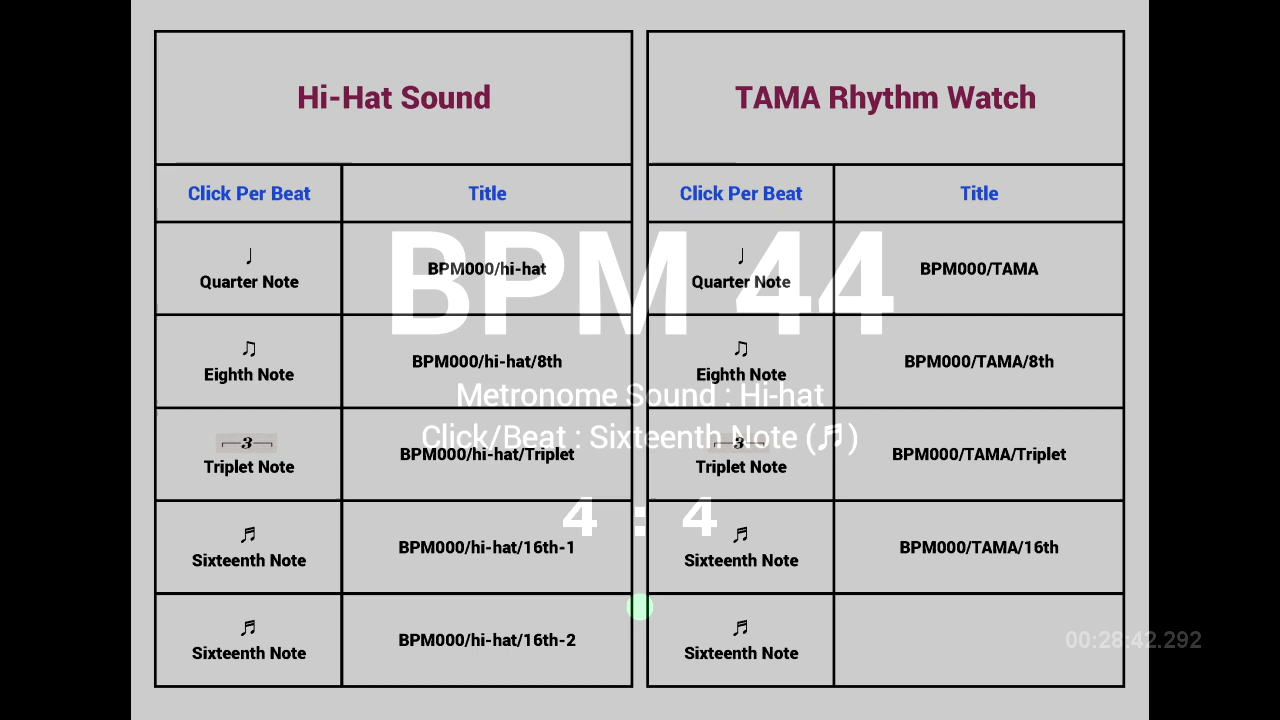 Hi-Hat Sound
TAMA Rhythm Watch
Click Per Beat
Title
Click Per Beat
Title
♩
Quarter Note
BPM000/hi-hat
♩
Quarter Note
BPM000/TAMA
BPM 44
♫
Eighth Note
BPM000/hi-hat/8th
♫
Eighth Note
BPM000/TAMA/8th
Metronome Sound : Hi-hat
Click/Beat : Sixteenth Note (♬)
3
Triplet Note
BPM000/hi-hat/Triplet
3
Triplet Note
BPM000/TAMA/Triplet
4 : 4
♬
Sixteenth Note
BPM000/hi-hat/16th-1
♬
Sixteenth Note
BPM000/TAMA/16th
♬
Sixteenth Note
BPM000/hi-hat/16th-2
♬
Sixteenth Note
00:28:42.292